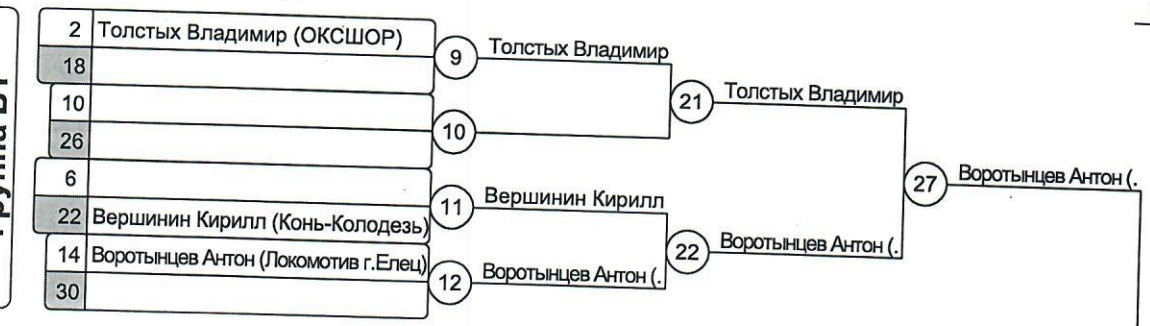 2 Толстых Владимир (ОКСШОР)
18
9 Толстых Владимир
10
26
10
21 Толстых Владимир
6
22 Вершинин Кирилл (Конь-Колодезь)
11 Вершинин Кирилл
14 Воротынцев Антон (Локомотив г.Елец)
30
12 Воротынцев Антон (.
22 Воротынцев Антон (.
27 Воротынцев Антон (.